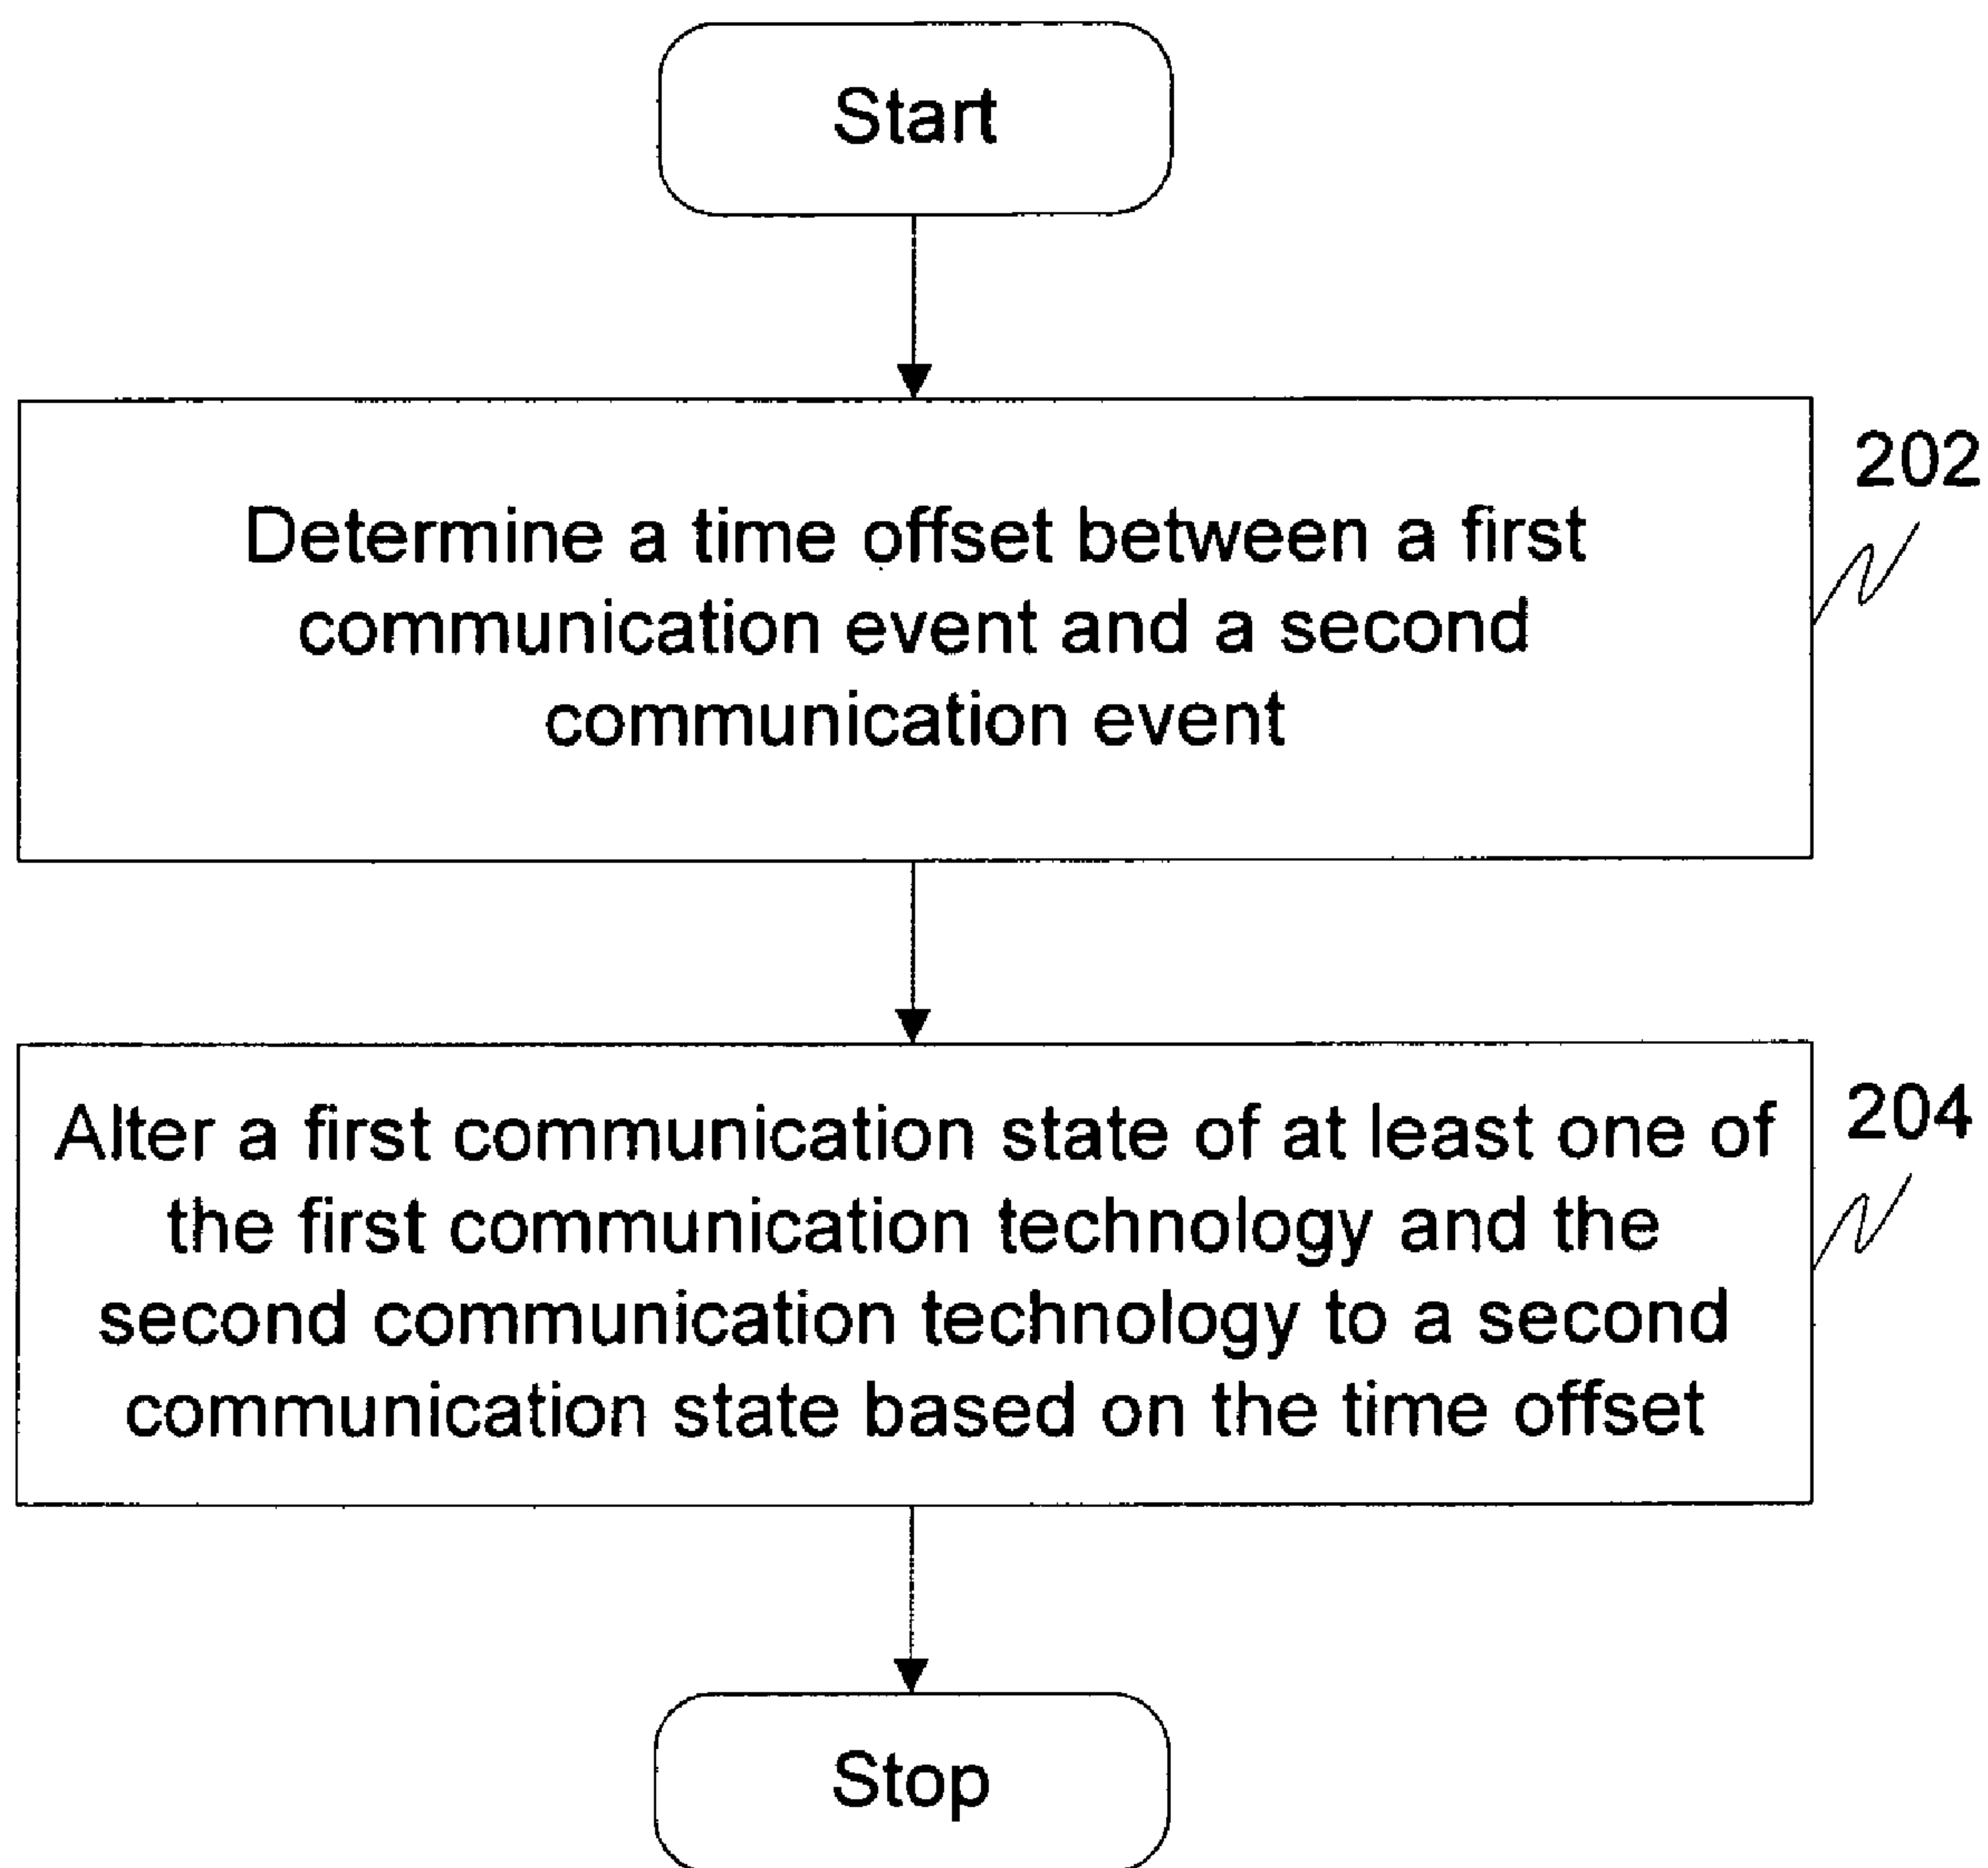 Start
202
Determine a time offset between a first
communication event and a second
communication event
204
Alter a first communication state of at least one of
the first communication technology and the
second communication technology to a second
communication state based on the time offset
Stop